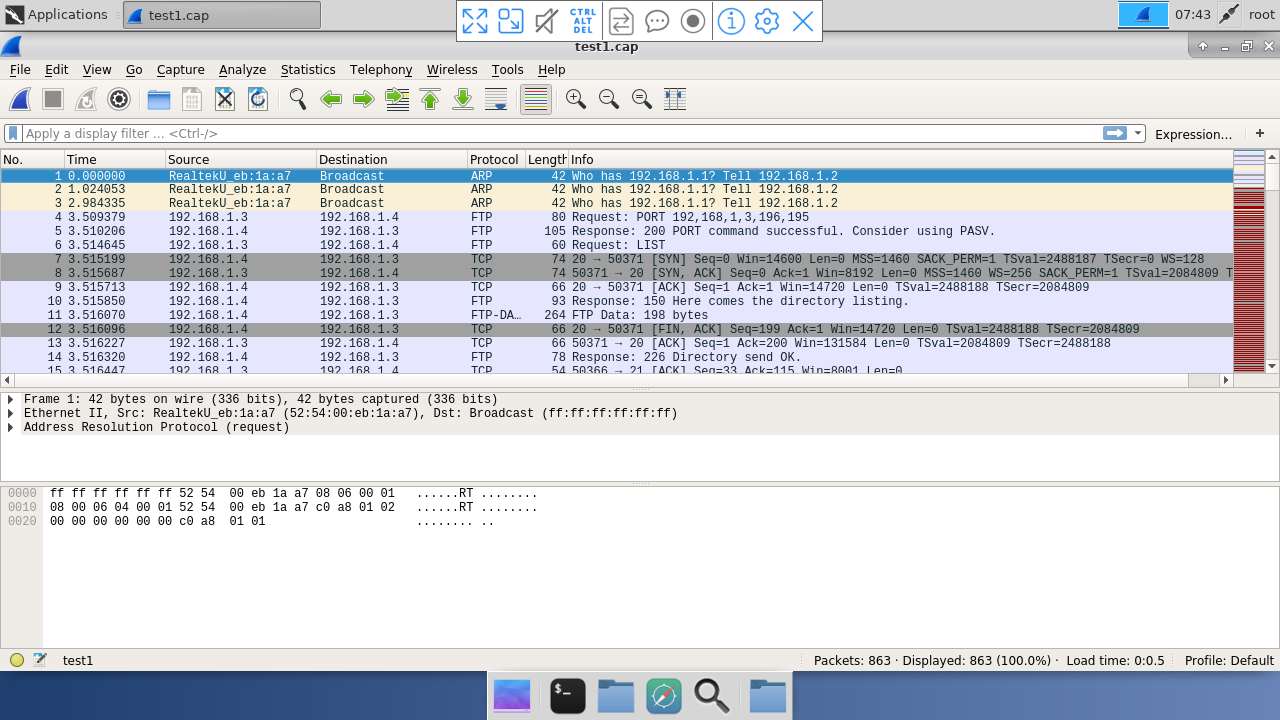 Applications
test1.cap
CTRL
ALT
DEL
07:43
root
test1.cap
File Edit View Go Capture Analyze Statistics Telephony Wireless Tools Help
Apply a display filter ... <Ctrl-/>
Expression...
+
No. Time Source Destination Protocol Length Info
1 0.000000 RealtekU_eb:1a:a7 Broadcast ARP 42 Who has 192.168.1.1? Tell 192.168.1.2
2 1.024053 RealtekU_eb:1a:a7 Broadcast ARP 42 Who has 192.168.1.1? Tell 192.168.1.2
3 2.984335 RealtekU_eb:1a:a7 Broadcast ARP 42 Who has 192.168.1.1? Tell 192.168.1.2
4 3.509379 192.168.1.3 192.168.1.4 FTP 80 Request: PORT 192,168,1,3,196,195
5 3.510206 192.168.1.4 192.168.1.3 FTP 105 Response: 200 PORT command successful. Consider using PASV.
6 3.514645 192.168.1.3 192.168.1.4 FTP 60 Request: LIST
7 3.515199 192.168.1.4 192.168.1.3 TCP 74 20 → 50371 [SYN] Seq=0 Win=14600 Len=0 MSS=1460 SACK_PERM=1 TSval=2488187 TSecr=0 WS=128
8 3.515687 192.168.1.3 192.168.1.4 TCP 74 50371 → 20 [SYN, ACK] Seq=0 Ack=1 Win=8192 Len=0 MSS=1460 WS=256 SACK_PERM=1 TSval=2084809 T
9 3.515713 192.168.1.4 192.168.1.3 TCP 66 20 → 50371 [ACK] Seq=1 Ack=1 Win=14720 Len=0 TSval=2488188 TSecr=2084809
10 3.515850 192.168.1.4 192.168.1.3 FTP 93 Response: 150 Here comes the directory listing.
11 3.516070 192.168.1.4 192.168.1.3 FTP-DA… 264 FTP Data: 198 bytes
12 3.516096 192.168.1.4 192.168.1.3 TCP 66 20 → 50371 [FIN, ACK] Seq=199 Ack=1 Win=14720 Len=0 TSval=2488188 TSecr=2084809
13 3.516227 192.168.1.3 192.168.1.4 TCP 66 50371 → 20 [ACK] Seq=1 Ack=200 Win=131584 Len=0 TSval=2084809 TSecr=2488188
14 3.516320 192.168.1.4 192.168.1.3 FTP 78 Response: 226 Directory send OK.
15 3.516447 192.168.1.3 192.168.1.4 TCP 54 50366 → 21 [ACK] Seq=33 Ack=115 Win=8001 Len=0
Frame 1: 42 bytes on wire (336 bits), 42 bytes captured (336 bits)
Ethernet II, Src: RealtekU_eb:1a:a7 (52:54:00:eb:1a:a7), Dst: Broadcast (ff:ff:ff:ff:ff:ff)
Address Resolution Protocol (request)
0000 ff ff ff ff ff ff 52 54 00 eb 1a a7 08 06 00 01 ......RT ........
0010 08 00 06 04 00 01 52 54 00 eb 1a a7 c0 a8 01 02 ......RT ........
0020 00 00 00 00 00 00 c0 a8 01 01 ........ ..
test1
Packets: 863 · Displayed: 863 (100.0%) · Load time: 0:0.5
Profile: Default